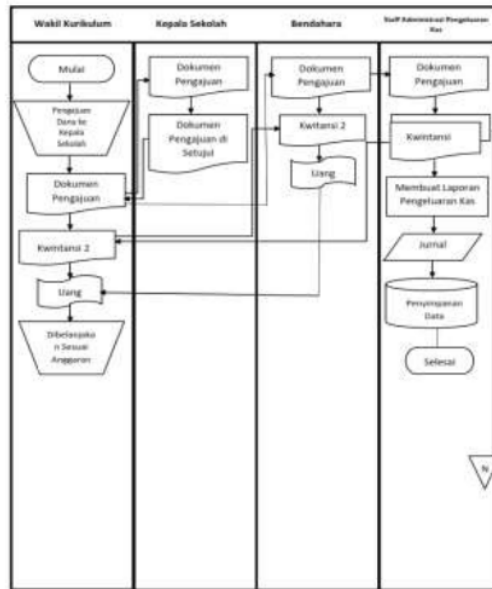 Wakil Kurikulum
Kepala Sekolah
Bendahara
Staff Administrasi Pengeluaran
Kas
Mulai
Pengajuan
Dana ke
Kepala
Sekolah
Dokumen
Pengajuan
Kwintansi 2
Uang
Dibelanjaka
n Sesuai
Anggaran
Dokumen
Pengajuan
Dokumen
Pengajuan di
Setujui
Dokumen
Pengajuan
Kwitansi 2
Uang
Dokumen
Pengajuan
Kwintansi
Membuat Laporan
Pengeluaran Kas
Jurnal
Penyimpanan
Data
Selesai
N